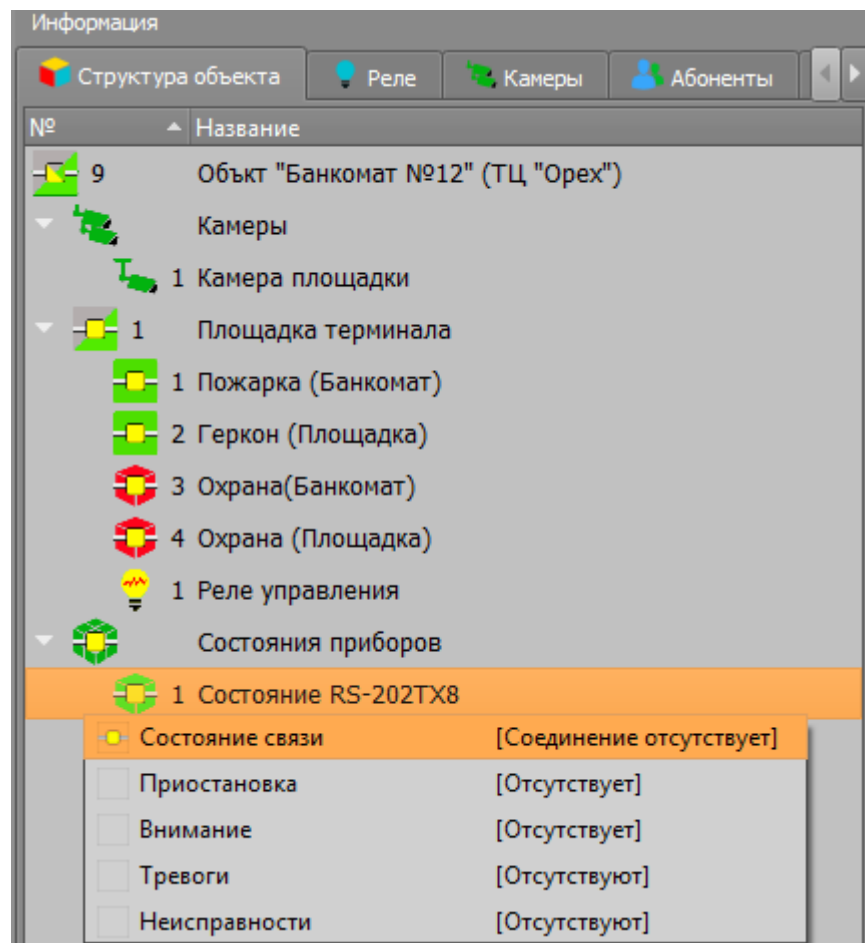 Информация
Структура объекта Реле Камеры Абоненты
№ Название
9 Объкт "Банкомат №12" (ТЦ "Орех")
Камеры
1 Камера площадки
1 Площадка терминала
1 Пожарка (Банкомат)
2 Геркон (Площадка)
3 Охрана(Банкомат)
4 Охрана (Площадка)
1 Реле управления
Состояния приборов
1 Состояние RS-202TX8
Состояние связи [Соединение отсутствует]
Приостановка [Отсутствует]
Внимание [Отсутствует]
Тревоги [Отсутствуют]
Неисправности [Отсутствуют]